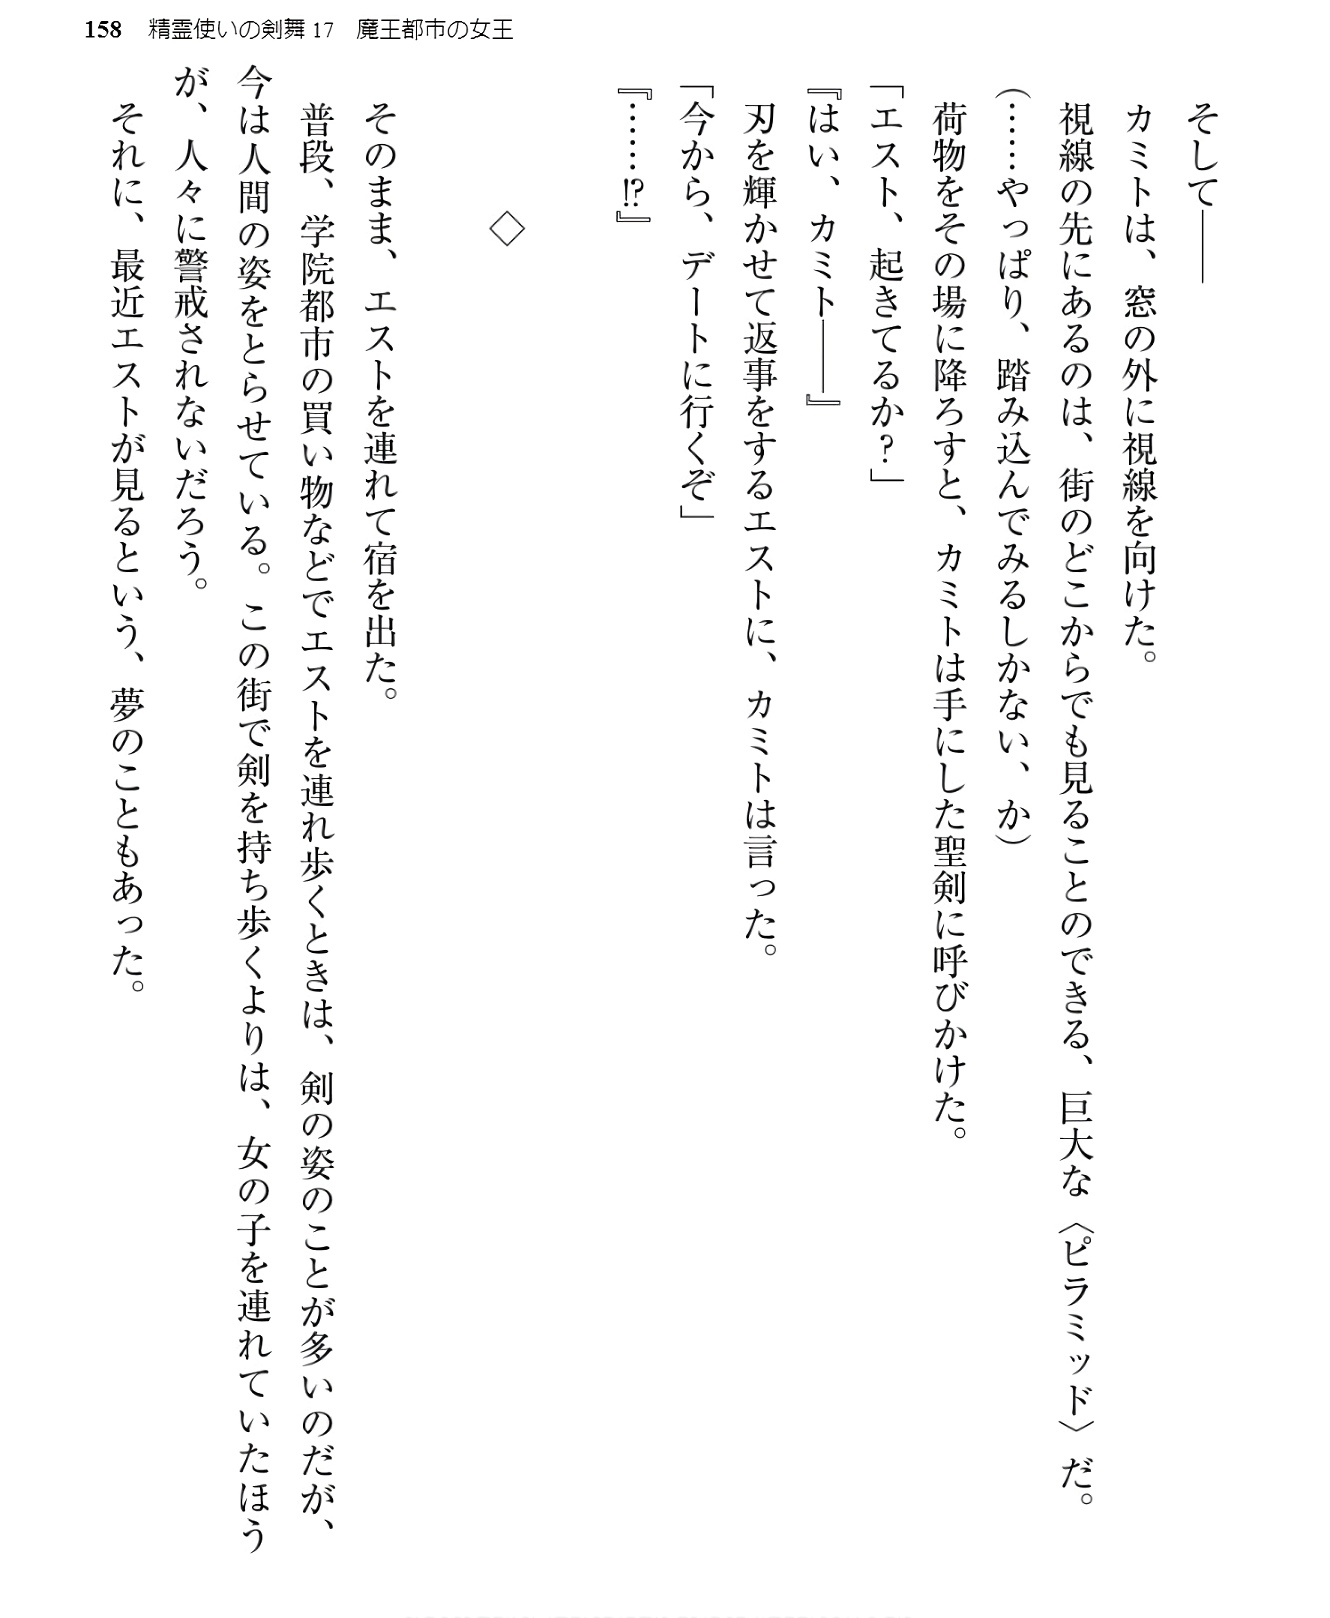 158　精霊使いの剣舞 17　魔王都市の女王
そして――
カミトは、窓の外に視線を向けた。
視線の先にあるのは、街のどこからでも見ることのできる、巨大な〈ピラミッド〉だ。
(……やっぱり、踏み込んでみるしかない、か)
荷物をその場に降ろすと、カミトは手にした聖剣に呼びかけた。
「エスト、起きてるか?」
『はい、カミト――』
刃を輝かせて返事をするエストに、カミトは言った。
「今から、デートに行くぞ」
『……!?』
◇
そのまま、エストを連れて宿を出た。
普段、学院都市の買い物などでエストを連れ歩くときは、剣の姿のことが多いのだが、
今は人間の姿をとらせている。この街で剣を持ち歩くよりは、女の子を連れていたほう
が、人々に警戒されないだろう。
それに、最近エストが見るという、夢のこともあった。